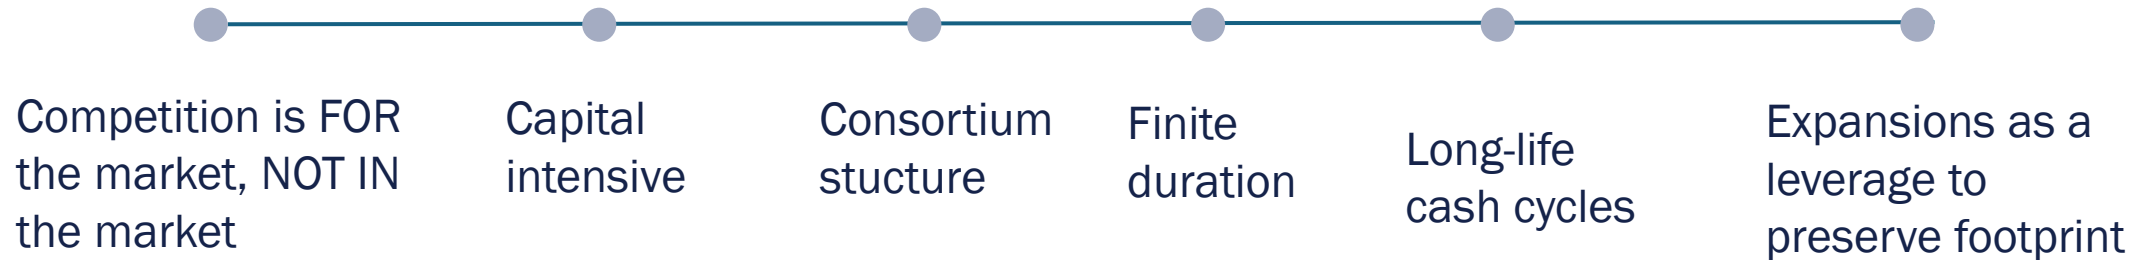 Competition is FOR
the market, NOT IN
the market
Capital
intensive
Consortium
stucture
Finite
duration
Long-life
cash cycles
Expansions as a
leverage to
preserve footprint